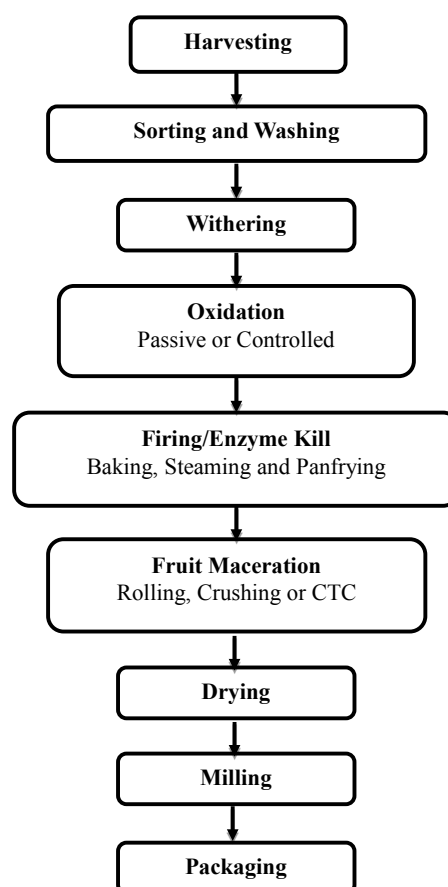 Harvesting
Sorting and Washing
Withering
Oxidation
Passive or Controlled
Firing/Enzyme Kill
Baking, Steaming and Panfrying
Fruit Maceration
Rolling, Crushing or CTC
Drying
Milling
Packaging